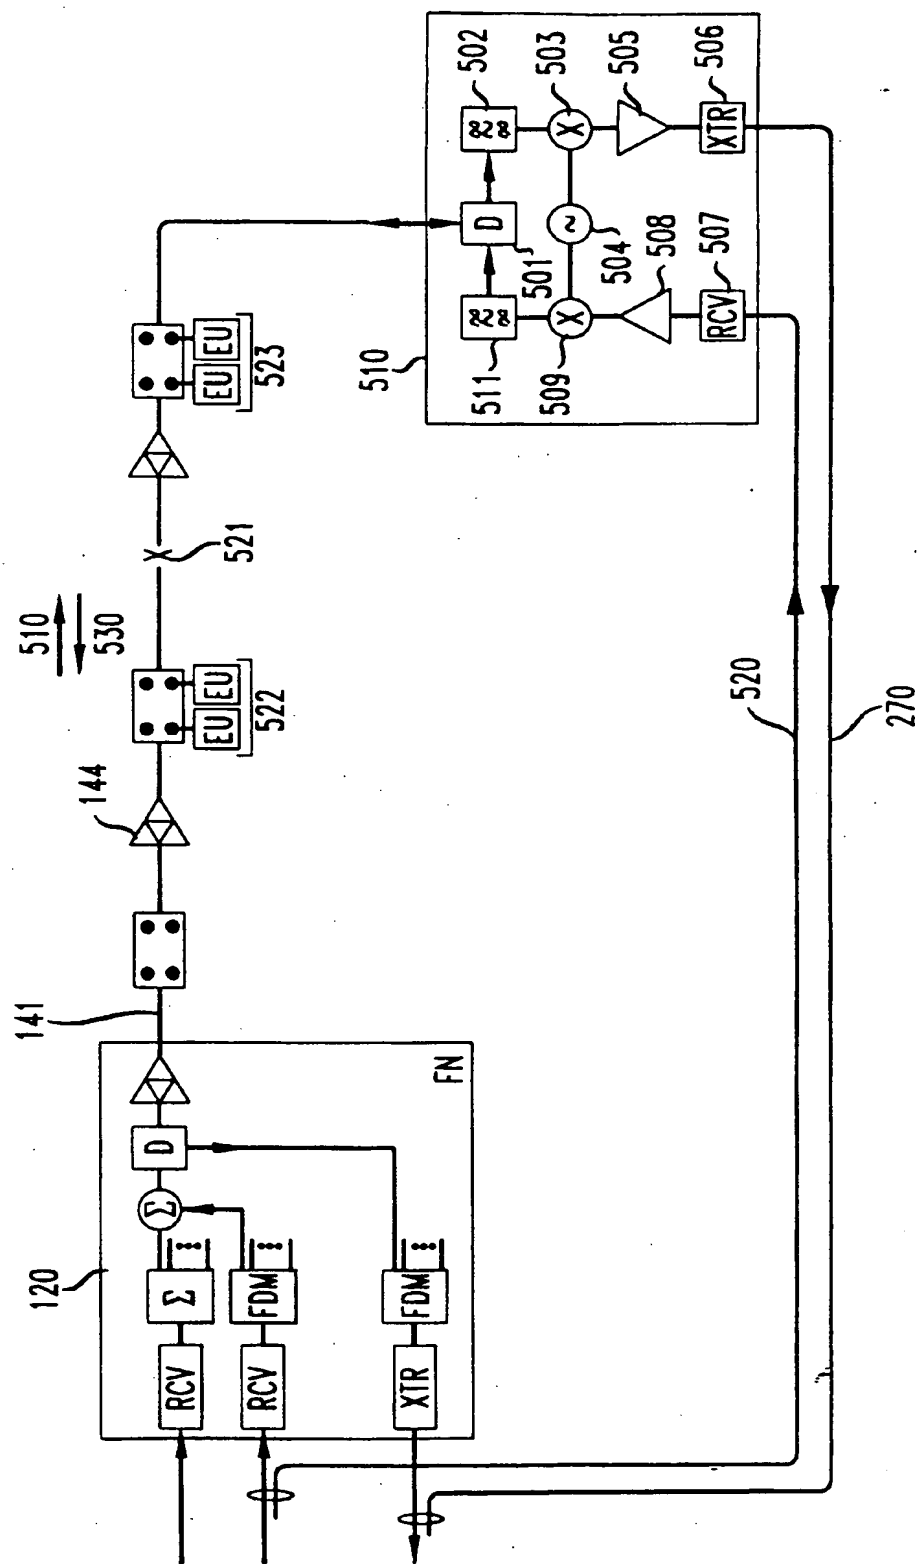 141
510
120
144
530
Σ
D
RCV
Σ
EU
EU
EU
EU
521
RCV
FDM
522
523
510
XTR
FDM
FN
520
511
≈
D
≈
502
501
509
X
~
X
503
504
505
508
RCV
507
XTR
506
270